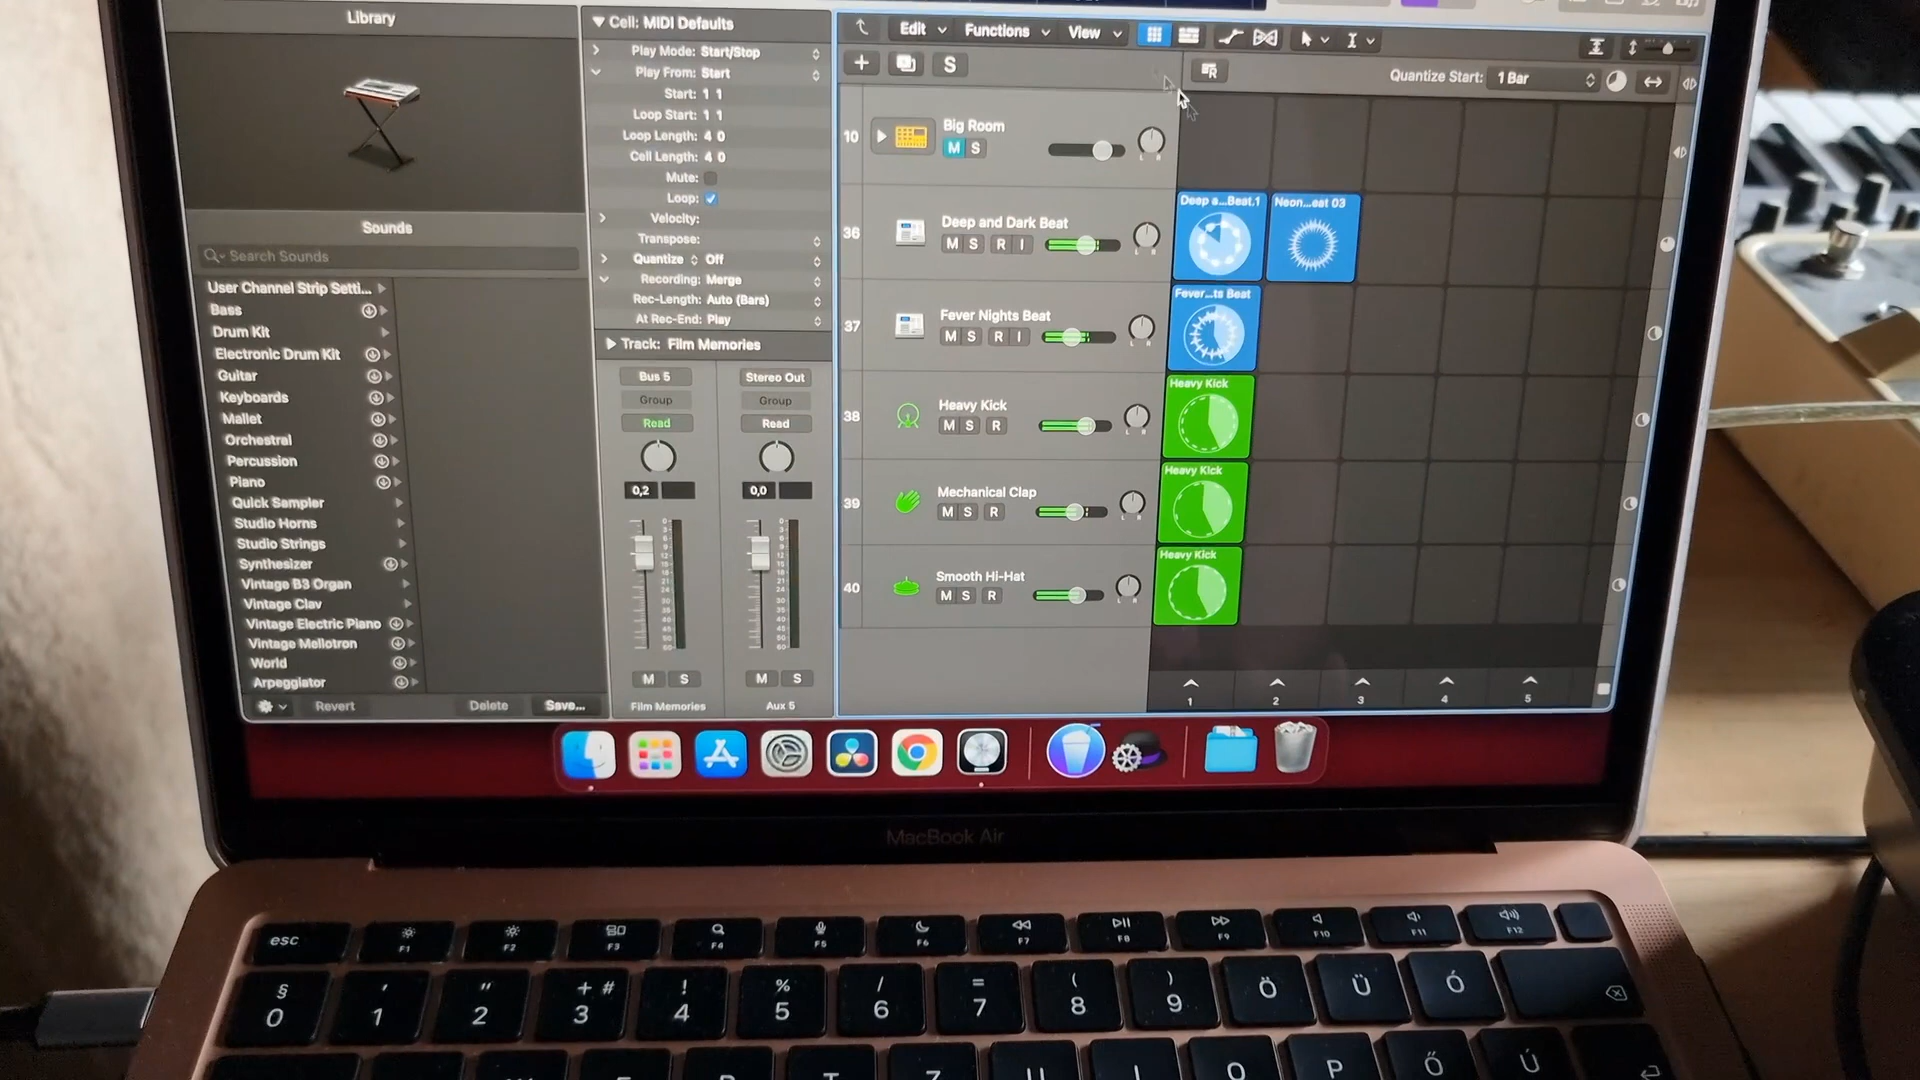 Library
Sounds
Search Sounds
User Channel Strip Setti...
Bass
Drum Kit
Electronic Drum Kit
Guitar
Keyboards
Mallet
Orchestral
Percussion
Piano
Quick Sampler
Studio Horns
Studio Strings
Synthesizer
Vintage B3 Organ
Vintage Clav
Vintage Electric Piano
Vintage Mellotron
World
Arpeggiator
Revert Delete Save...
Cell: MIDI Defaults
Play Mode: Start/Stop
Play From: Start
Start: 1 1
Loop Start: 1 1
Loop Length: 4 0
Cell Length: 4 0
Mute:
Loop:
Velocity:
Transpose:
Quantize Off
Recording: Merge
Rec-Length: Auto (Bars)
At Rec-End: Play
Track: Film Memories
Bus 5 Stereo Out
Group Group
Read Read
0,2 0,0
M S M S
Film Memories Aux 5
Edit Functions View
S
Quantize Start: 1 Bar
10 Big Room
M S
L R
36 Deep and Dark Beat
M S R I
L R
Deep a...Beat.1 Neon...eat 03
37 Fever Nights Beat
M S R I
L R
Fever...ts Beat
38 Heavy Kick
M S R
L R
Heavy Kick
39 Mechanical Clap
M S R
L R
Heavy Kick
40 Smooth Hi-Hat
M S R
L R
Heavy Kick
1 2 3 4 5
MacBook Air
esc F1 F2 F3 F4 F5 F6 F7 F8 F9 F10 F11 F12
§ ' " + # ! % / = ( )
0 1 2 3 4 5 6 7 8 9 Ö Ü Ó
P Ő Ú